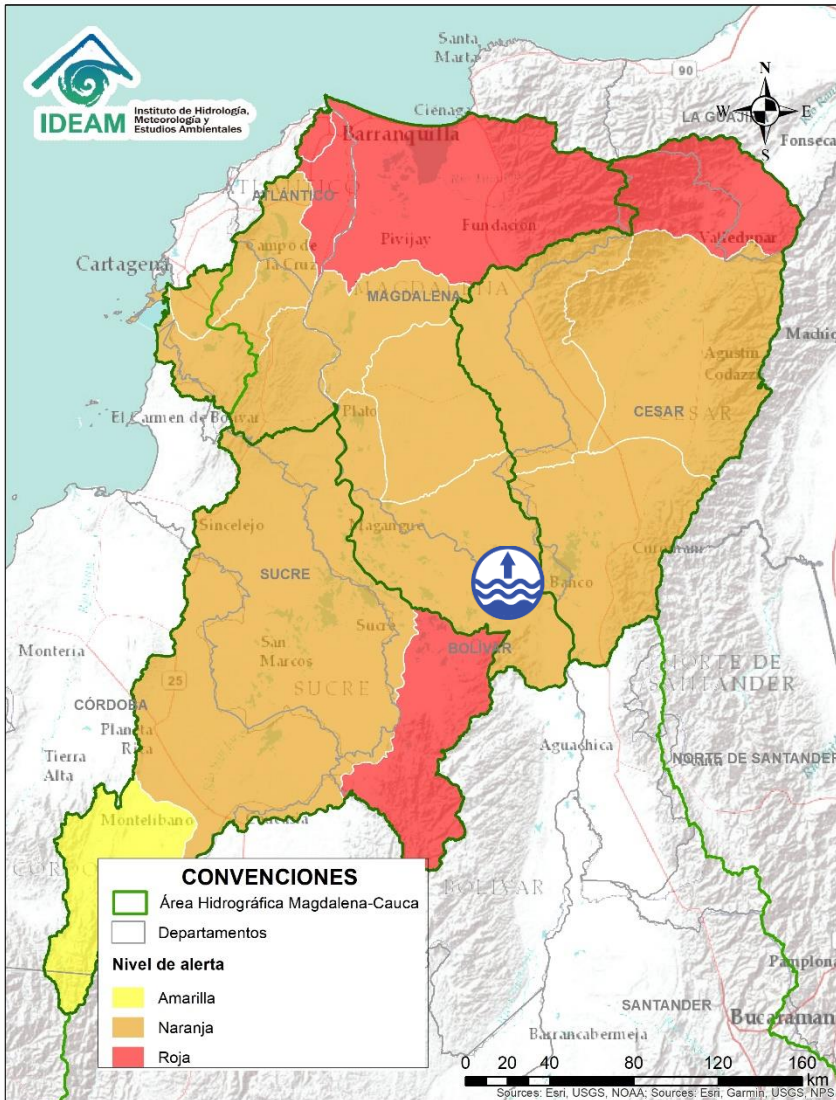 IDEAM
Instituto de Hidrología,
Meteorología y
Estudios Ambientales
Santa
Marta
90
N
W
E
S
LA GUAJI
Fonseca
Ciénaga
Barranquilla
ATLÁNTICO
Campo de
la Cruz
Pivijay
Fundación
Valledupar
Cartagena
MAGDALENA
Agustín
Codazzi
CESAR
El Carmen de Bolívar
Plato
Sincelejo
Magangue
SUCRE
Banco
Curumaní
Montería
San
Marcos
Sucre
BOLÍVAR
SUCRE
25
CÓRDOBA
Planeta
Rica
Tierra
Alta
NORTE DE
SANTANDER
Aguachica
NORTE DE SANTANDER
Montelíbano
BOLÍVAR
CONVENCIONES
Área Hidrográfica Magdalena-Cauca
Departamentos
Nivel de alerta
Amarilla
Naranja
Roja
Pamplona
SANTANDER
Bucaraman
Barrancabermeja
0 20 40 80 120 160
km
Sources: Esri, USGS, NOAA; Sources: Esri, Garmin, USGS, NPS